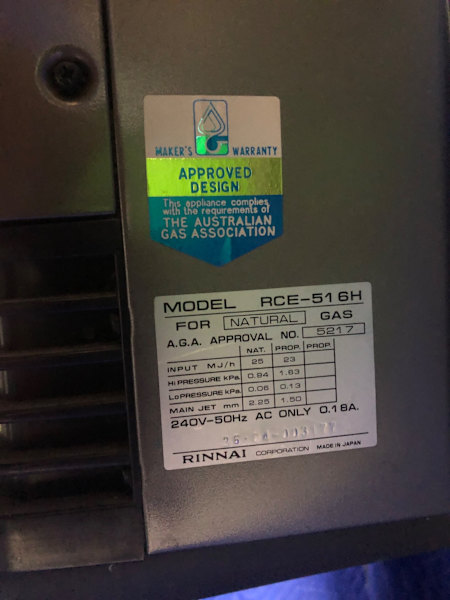 MAKER'S WARRANTY
APPROVED
DESIGN
This appliance complies
with the requirements of
THE AUSTRALIAN
GAS ASSOCIATION
MODEL RCE-516H
FOR NATURAL GAS
A.G.A. APPROVAL NO. 5217
NAT. PROP. PROP.
INPUT MJ/h 25 23
Hi PRESSURE kPa 0.94 1.63
Lo PRESSURE kPa 0.06 0.13
MAIN JET mm 2.25 1.50
240V-50Hz AC ONLY 0.18A.
RINNAI CORPORATION MADE IN JAPAN